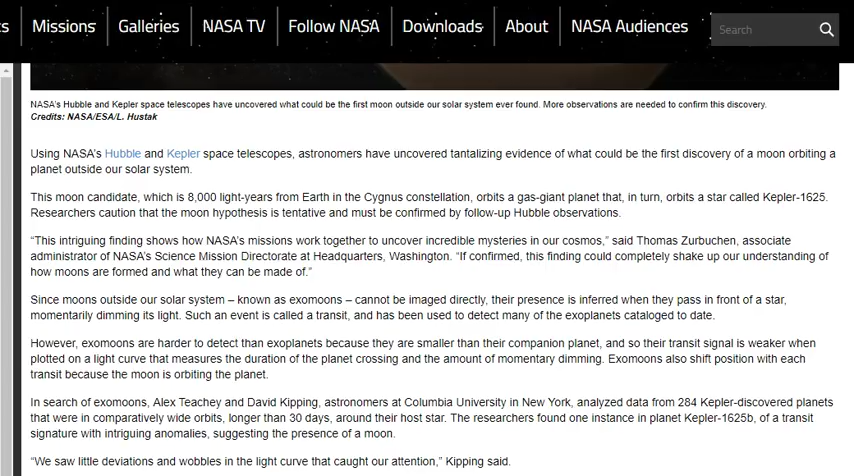 Missions
Galleries
NASA TV
Follow NASA
Downloads
About
NASA Audiences
Search
NASA's Hubble and Kepler space telescopes have uncovered what could be the first moon outside our solar system ever found. More observations are needed to confirm this discovery.
Credits: NASA/ESA/L. Hustak
Using NASA's Hubble and Kepler space telescopes, astronomers have uncovered tantalizing evidence of what could be the first discovery of a moon orbiting a
planet outside our solar system.
This moon candidate, which is 8,000 light-years from Earth in the Cygnus constellation, orbits a gas-giant planet that, in turn, orbits a star called Kepler-1625.
Researchers caution that the moon hypothesis is tentative and must be confirmed by follow-up Hubble observations.
“This intriguing finding shows how NASA's missions work together to uncover incredible mysteries in our cosmos,” said Thomas Zurbuchen, associate
administrator of NASA's Science Mission Directorate at Headquarters, Washington. “If confirmed, this finding could completely shake up our understanding of
how moons are formed and what they can be made of.”
Since moons outside our solar system – known as exomoons – cannot be imaged directly, their presence is inferred when they pass in front of a star,
momentarily dimming its light. Such an event is called a transit, and has been used to detect many of the exoplanets cataloged to date.
However, exomoons are harder to detect than exoplanets because they are smaller than their companion planet, and so their transit signal is weaker when
plotted on a light curve that measures the duration of the planet crossing and the amount of momentary dimming. Exomoons also shift position with each
transit because the moon is orbiting the planet.
In search of exomoons, Alex Teachey and David Kipping, astronomers at Columbia University in New York, analyzed data from 284 Kepler-discovered planets
that were in comparatively wide orbits, longer than 30 days, around their host star. The researchers found one instance in planet Kepler-1625b, of a transit
signature with intriguing anomalies, suggesting the presence of a moon.
“We saw little deviations and wobbles in the light curve that caught our attention,” Kipping said.